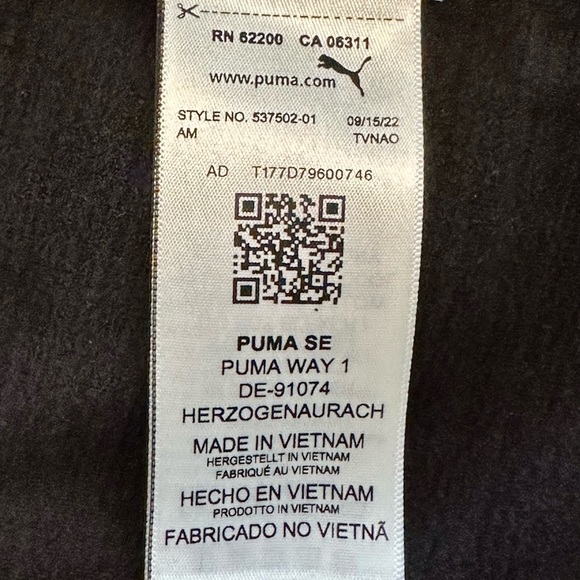 RN 62200 CA 06311
www.puma.com
STYLE NO. 537502-01 09/15/22
AM TVNAO
AD T177D79600746
PUMA SE
PUMA WAY 1
DE-91074
HERZOGENAURACH
MADE IN VIETNAM
HERGESTELLT IN VIETNAM
FABRIQUÉ AU VIETNAM
HECHO EN VIETNAM
PRODOTTO IN VIETNAM
FABRICADO NO VIETNÃ